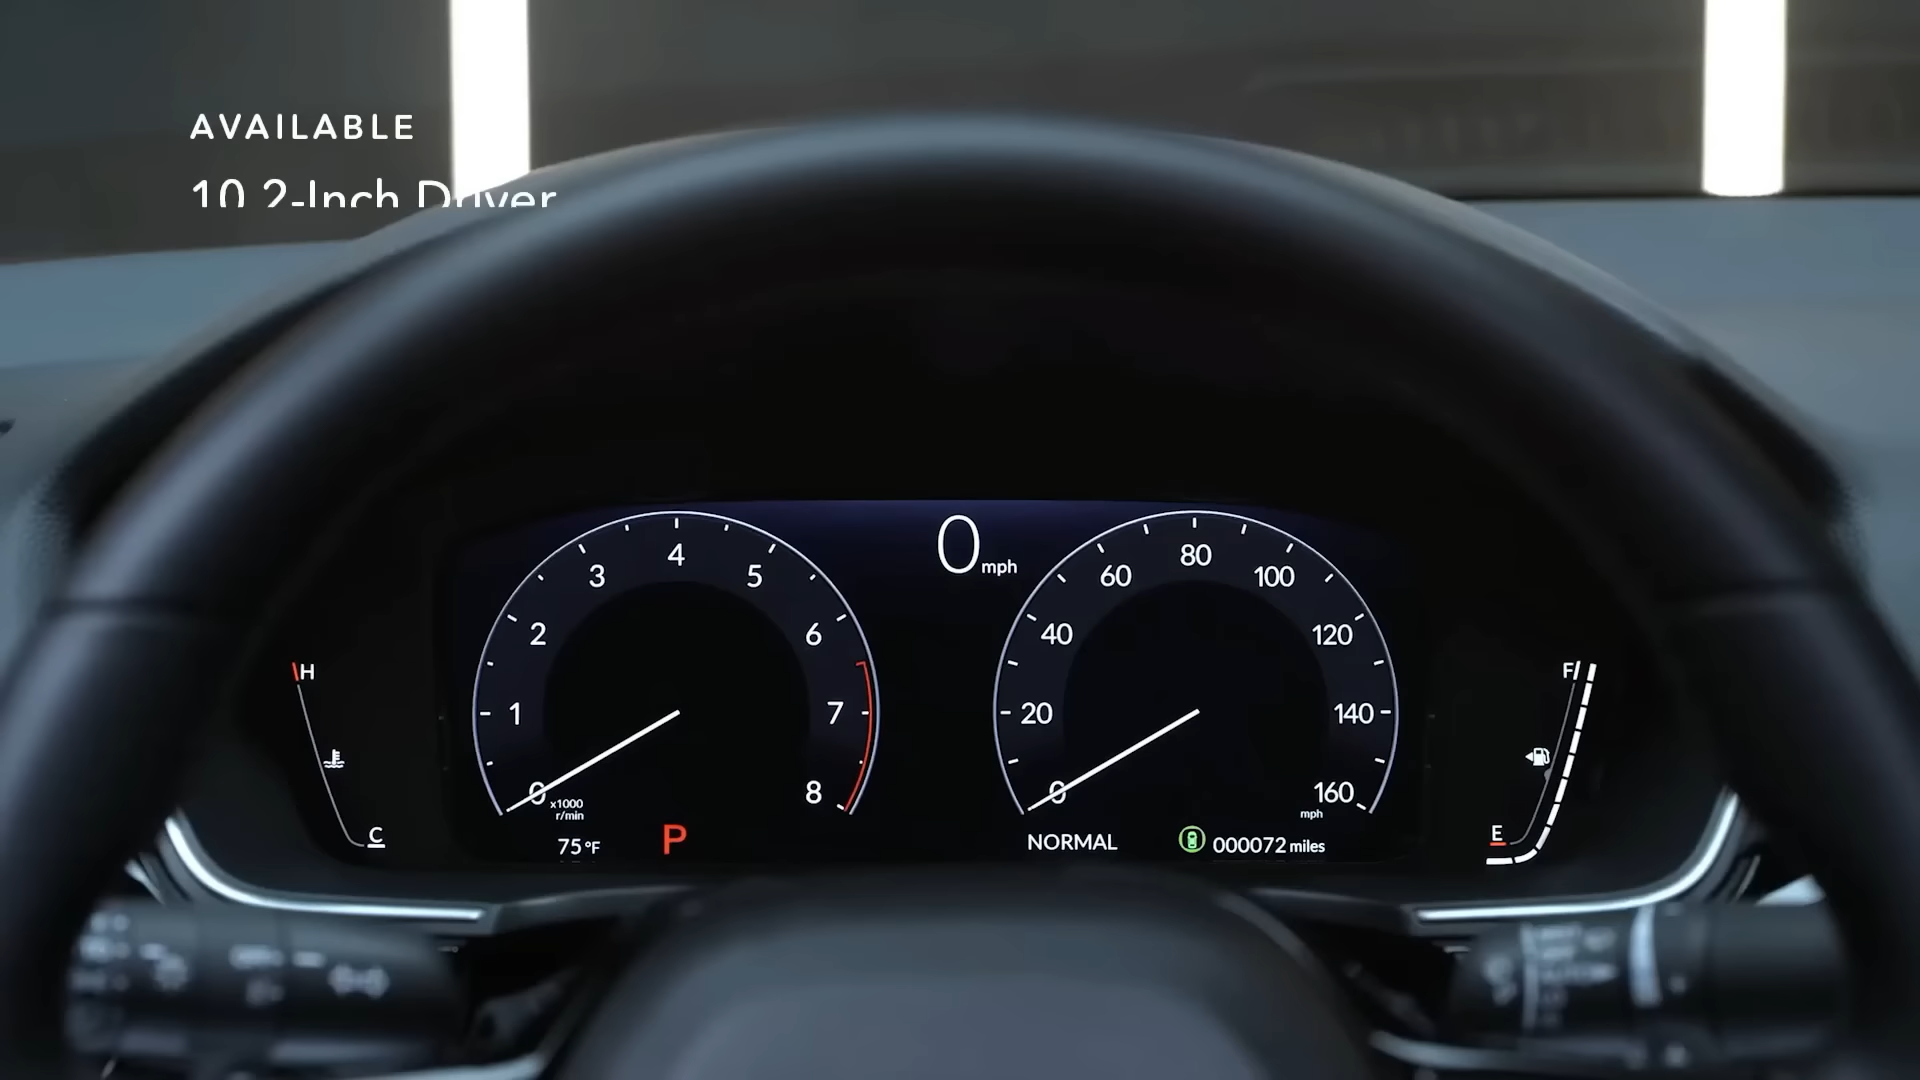 AVAILABLE
10.2-Inch Driver
0 mph
4
3
5
2
6
1
7
0
8
x1000
r/min
75 °F
P
80
60
100
40
120
20
140
0
160
mph
NORMAL
000072 miles
H
C
F
E